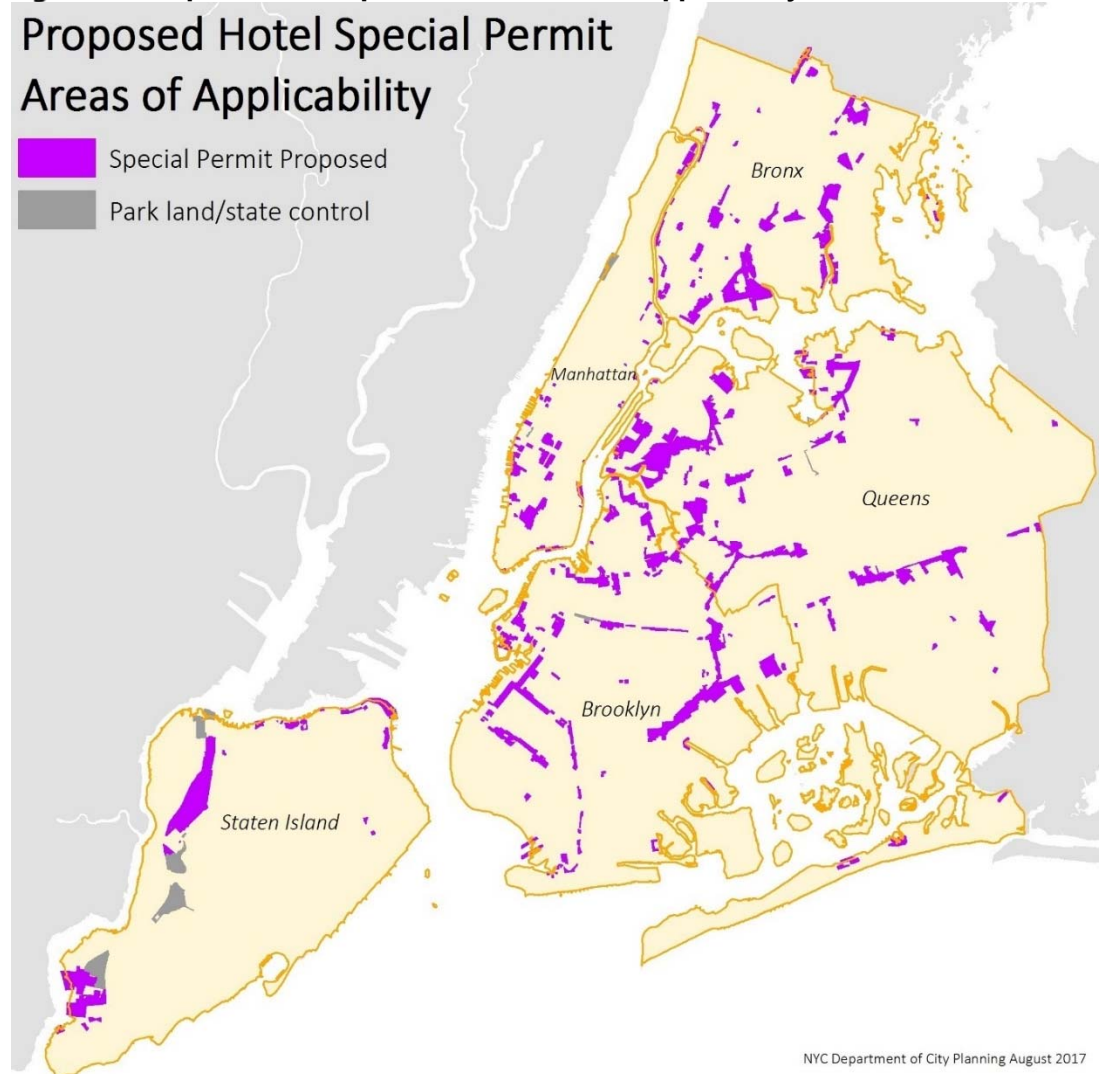 Proposed Hotel Special Permit
Areas of Applicability
Special Permit Proposed
Park land/state control
Bronx
Manhattan
Queens
Brooklyn
Staten Island
NYC Department of City Planning August 2017